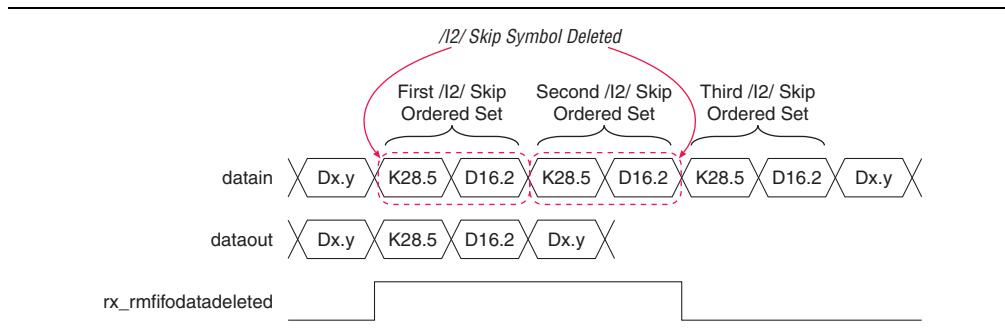 /I2/ Skip Symbol Deleted
First /I2/ Skip
Ordered Set
Second /I2/ Skip
Ordered Set
Third /I2/ Skip
Ordered Set
datain Dx.y K28.5 D16.2 K28.5 D16.2 K28.5 D16.2 Dx.y
dataout Dx.y K28.5 D16.2 Dx.y
rx_rmfifodatadeleted